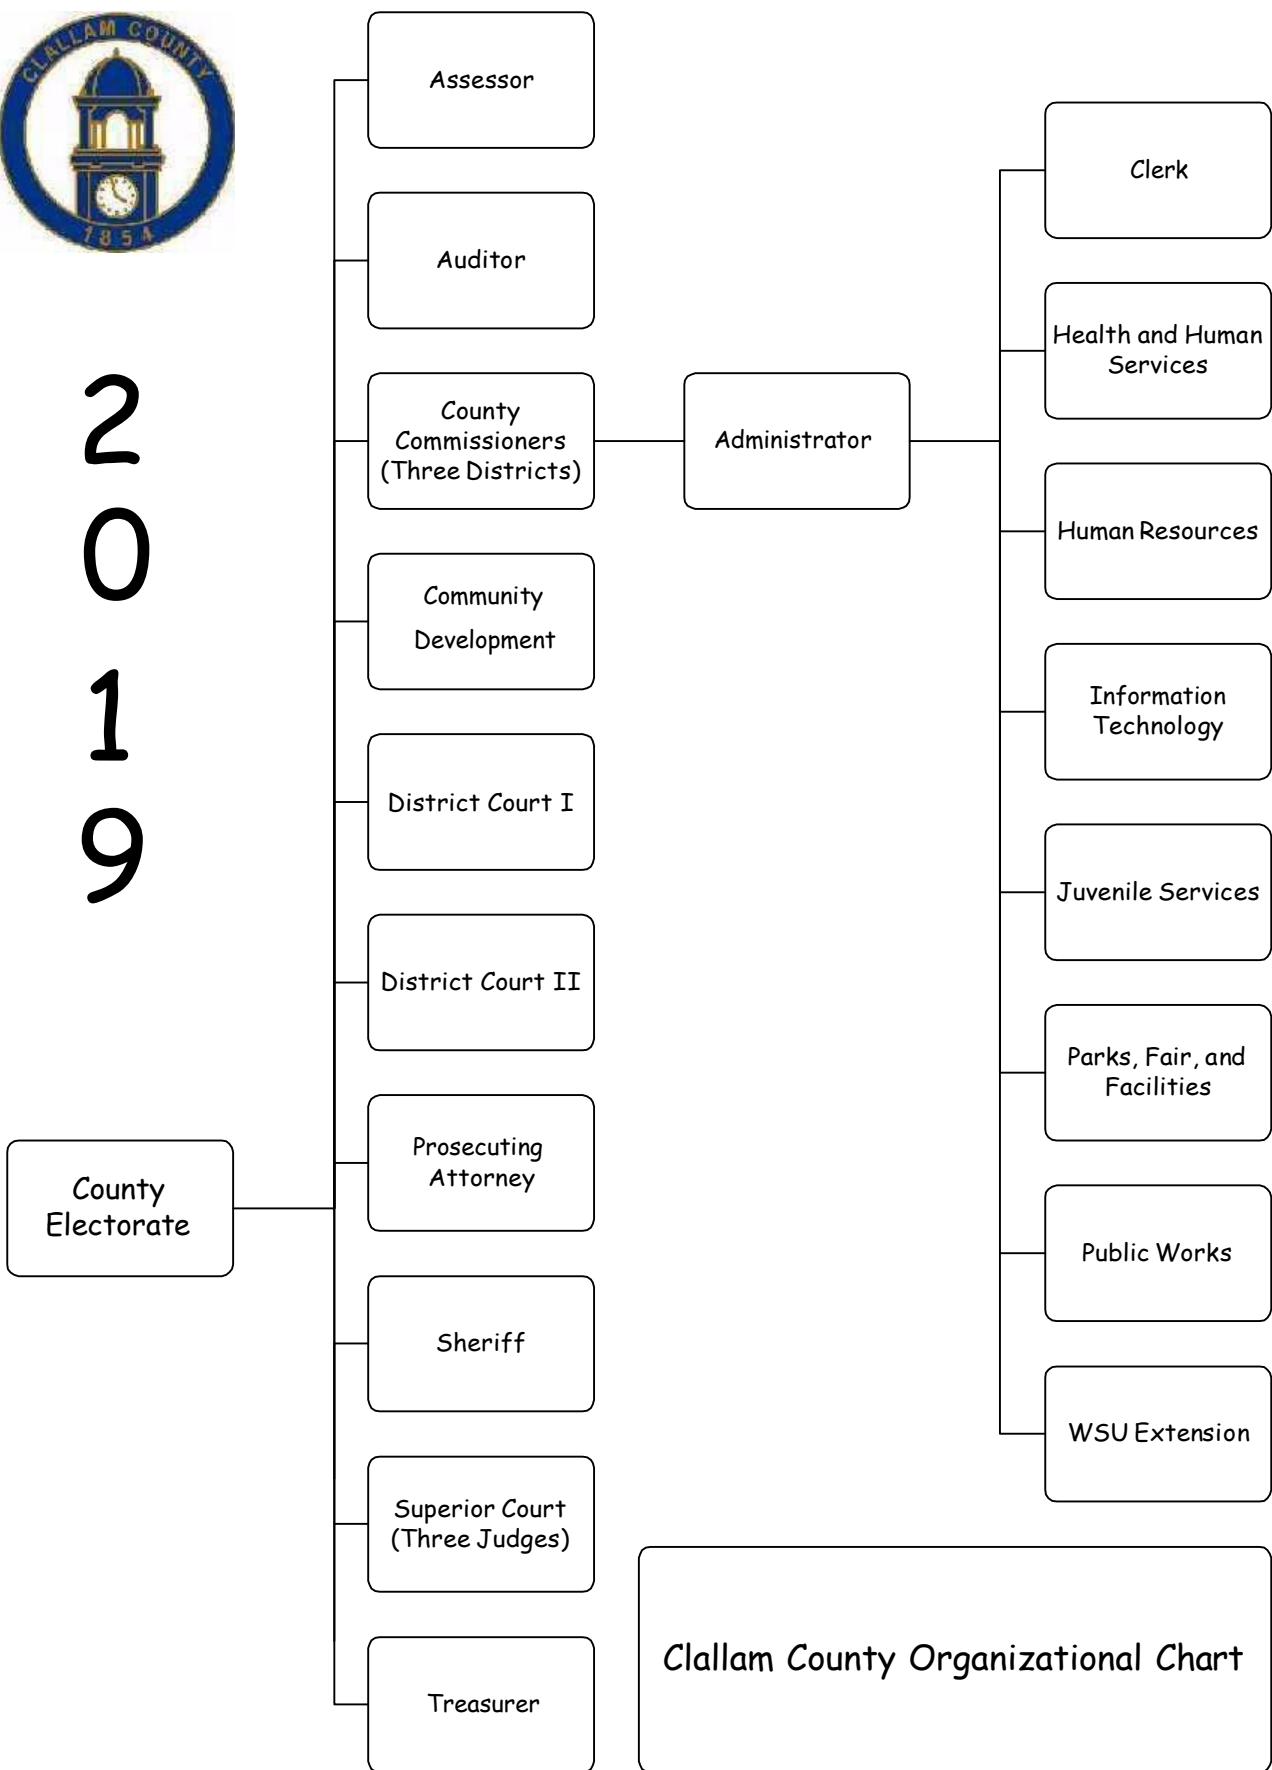 CLALLAM COUNTY
1854
2
0
1
9
County
Electorate
Assessor
Auditor
County
Commissioners
(Three Districts)
Community
Development
District Court I
District Court II
Prosecuting
Attorney
Sheriff
Superior Court
(Three Judges)
Treasurer
Administrator
Clerk
Health and Human
Services
Human Resources
Information
Technology
Juvenile Services
Parks, Fair, and
Facilities
Public Works
WSU Extension
Clallam County Organizational Chart